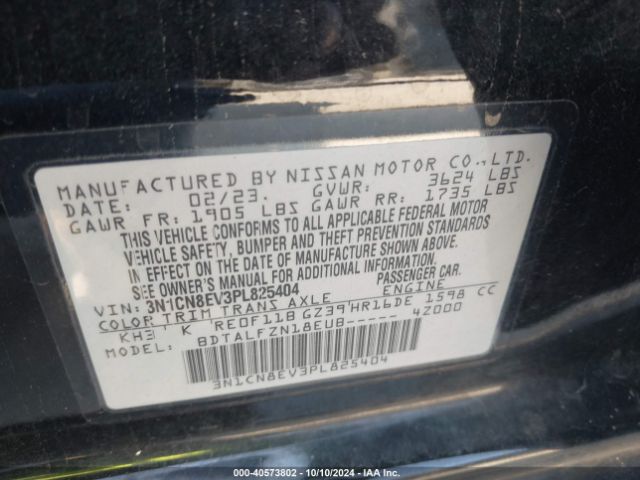 MANUFACTURED BY NISSAN MOTOR CO.,LTD.
DATE: 02/23. GVWR: 3624 LBS
GAWR FR: 1905 LBS GAWR RR: 1735 LBS
THIS VEHICLE CONFORMS TO ALL APPLICABLE FEDERAL MOTOR
VEHICLE SAFETY, BUMPER AND THEFT PREVENTION STANDARDS
IN EFFECT ON THE DATE OF MANUFACTURE SHOWN ABOVE.
SEE OWNER'S MANUAL FOR ADDITIONAL INFORMATION.
VIN: 3N1CN8EV3PL825404 PASSENGER CAR.
COLOR TRIM TRANS AXLE ENGINE
KH3 K RE0F11B GZ39 HR16DE 1598 CC
MODEL: BDTALFZN18EUB----- 4Z000
3N1CN8EV3PL825404
000-40573802 - 10/10/2024 - IAA Inc.